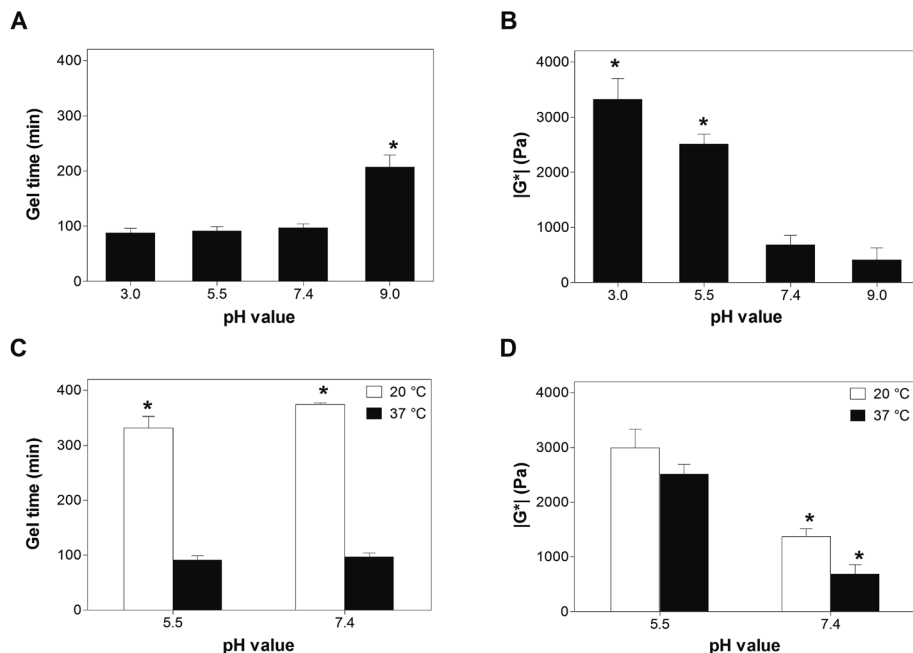 A
400
300
200
100
0
Gel time (min)
*
3.0 5.5 7.4 9.0
pH value
B
4000
3000
2000
1000
0
|G*| (Pa)
*
*
3.0 5.5 7.4 9.0
pH value
C
400
300
200
100
0
Gel time (min)
20 °C
37 °C
*
*
5.5 7.4
pH value
D
4000
3000
2000
1000
0
|G*| (Pa)
20 °C
37 °C
*
*
5.5 7.4
pH value